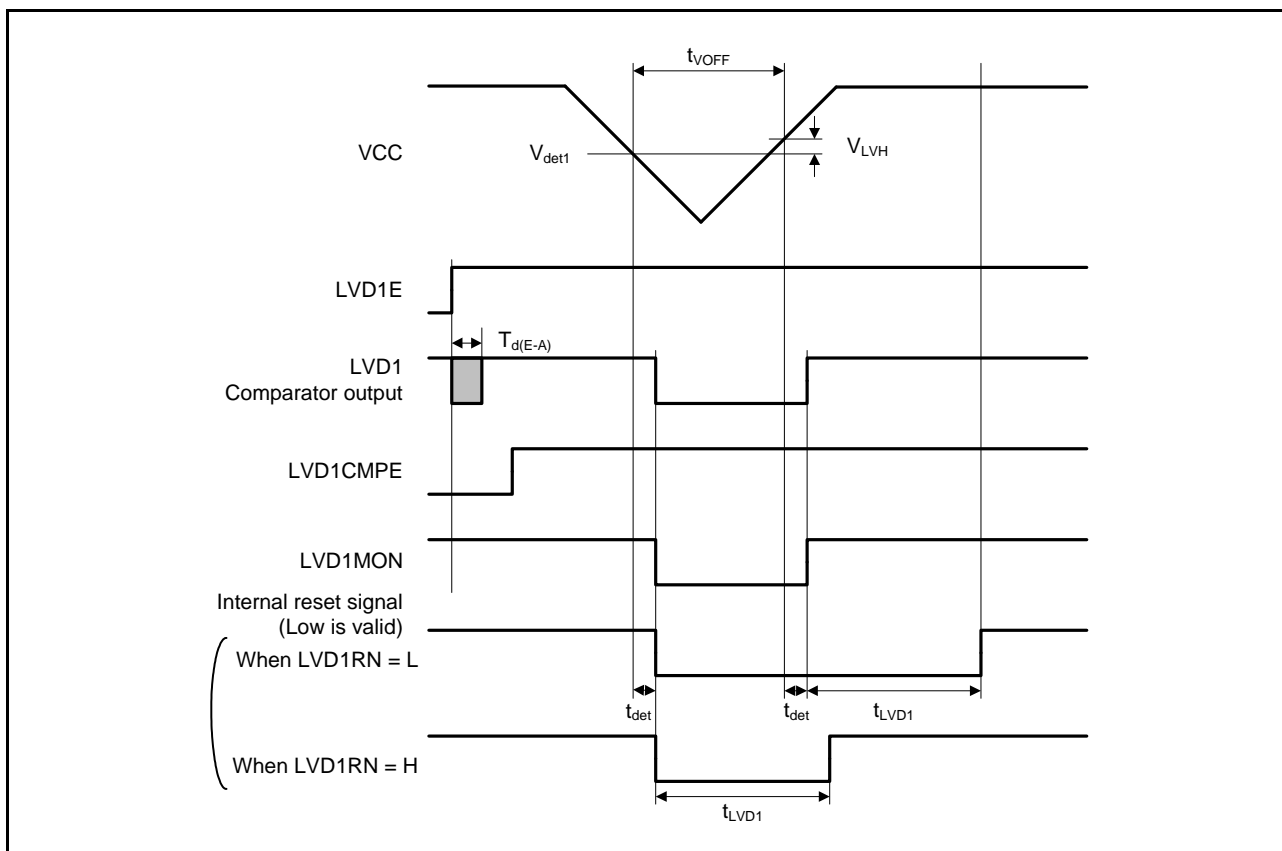 tVOFF
VCC
Vdet1
VLVH
LVD1E
Td(E-A)
LVD1
Comparator output
LVD1CMPE
LVD1MON
Internal reset signal
(Low is valid)
When LVD1RN = L
tdet
tdet
tLVD1
When LVD1RN = H
tLVD1